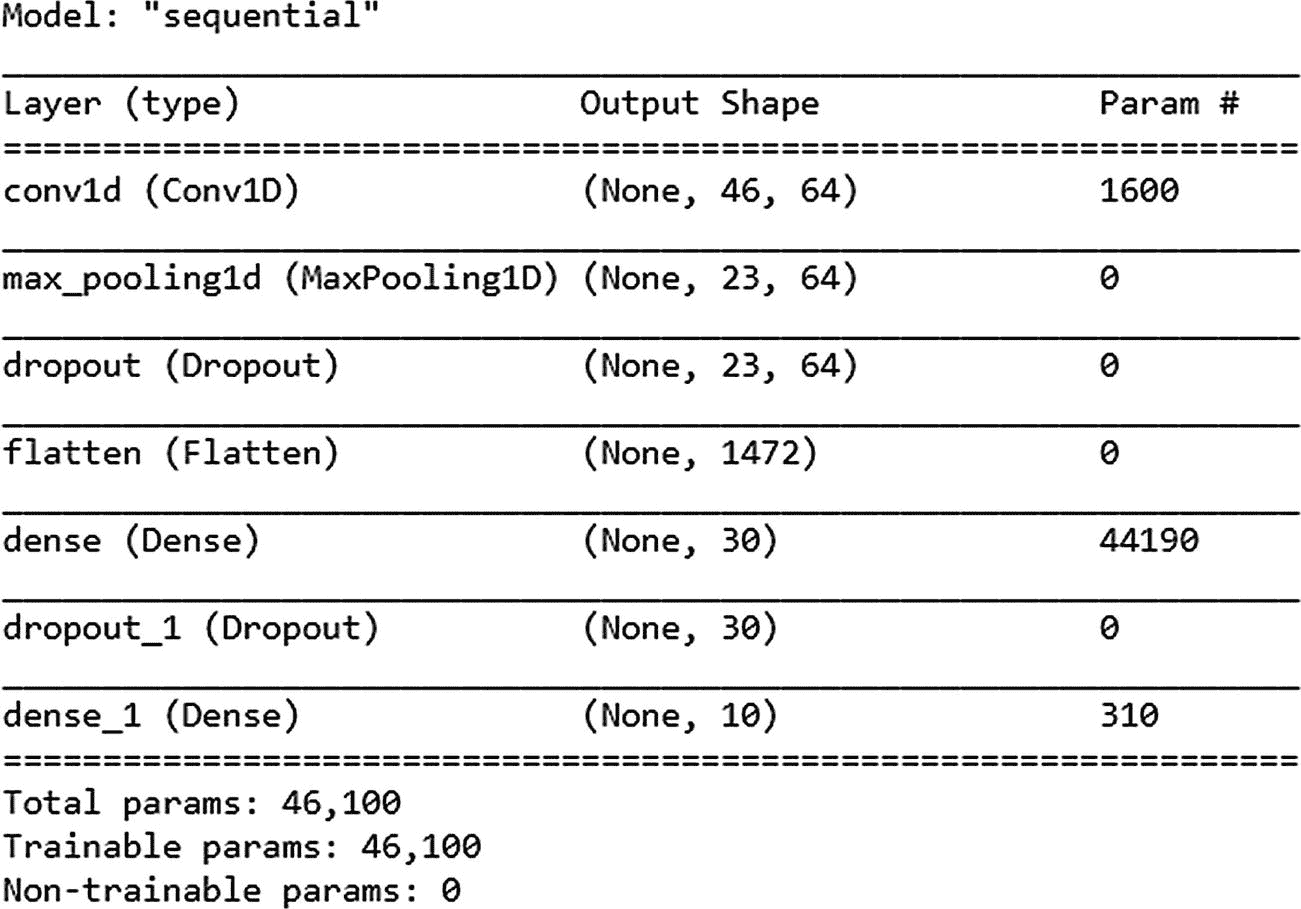 Model: "sequential"
Layer (type) Output Shape Param #
=================================================================
conv1d (Conv1D) (None, 46, 64) 1600
max_pooling1d (MaxPooling1D) (None, 23, 64) 0
dropout (Dropout) (None, 23, 64) 0
flatten (Flatten) (None, 1472) 0
dense (Dense) (None, 30) 44190
dropout_1 (Dropout) (None, 30) 0
dense_1 (Dense) (None, 10) 310
=================================================================
Total params: 46,100
Trainable params: 46,100
Non-trainable params: 0